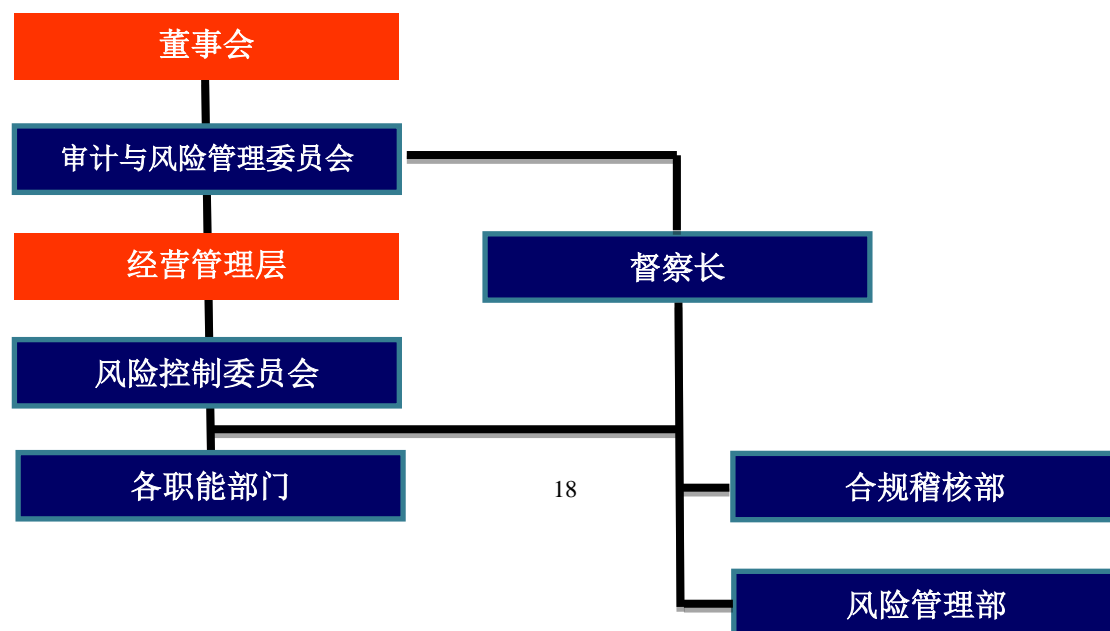 董事会
审计与风险管理委员会
经营管理层
督察长
风险控制委员会
各职能部门
18
合规稽核部
风险管理部